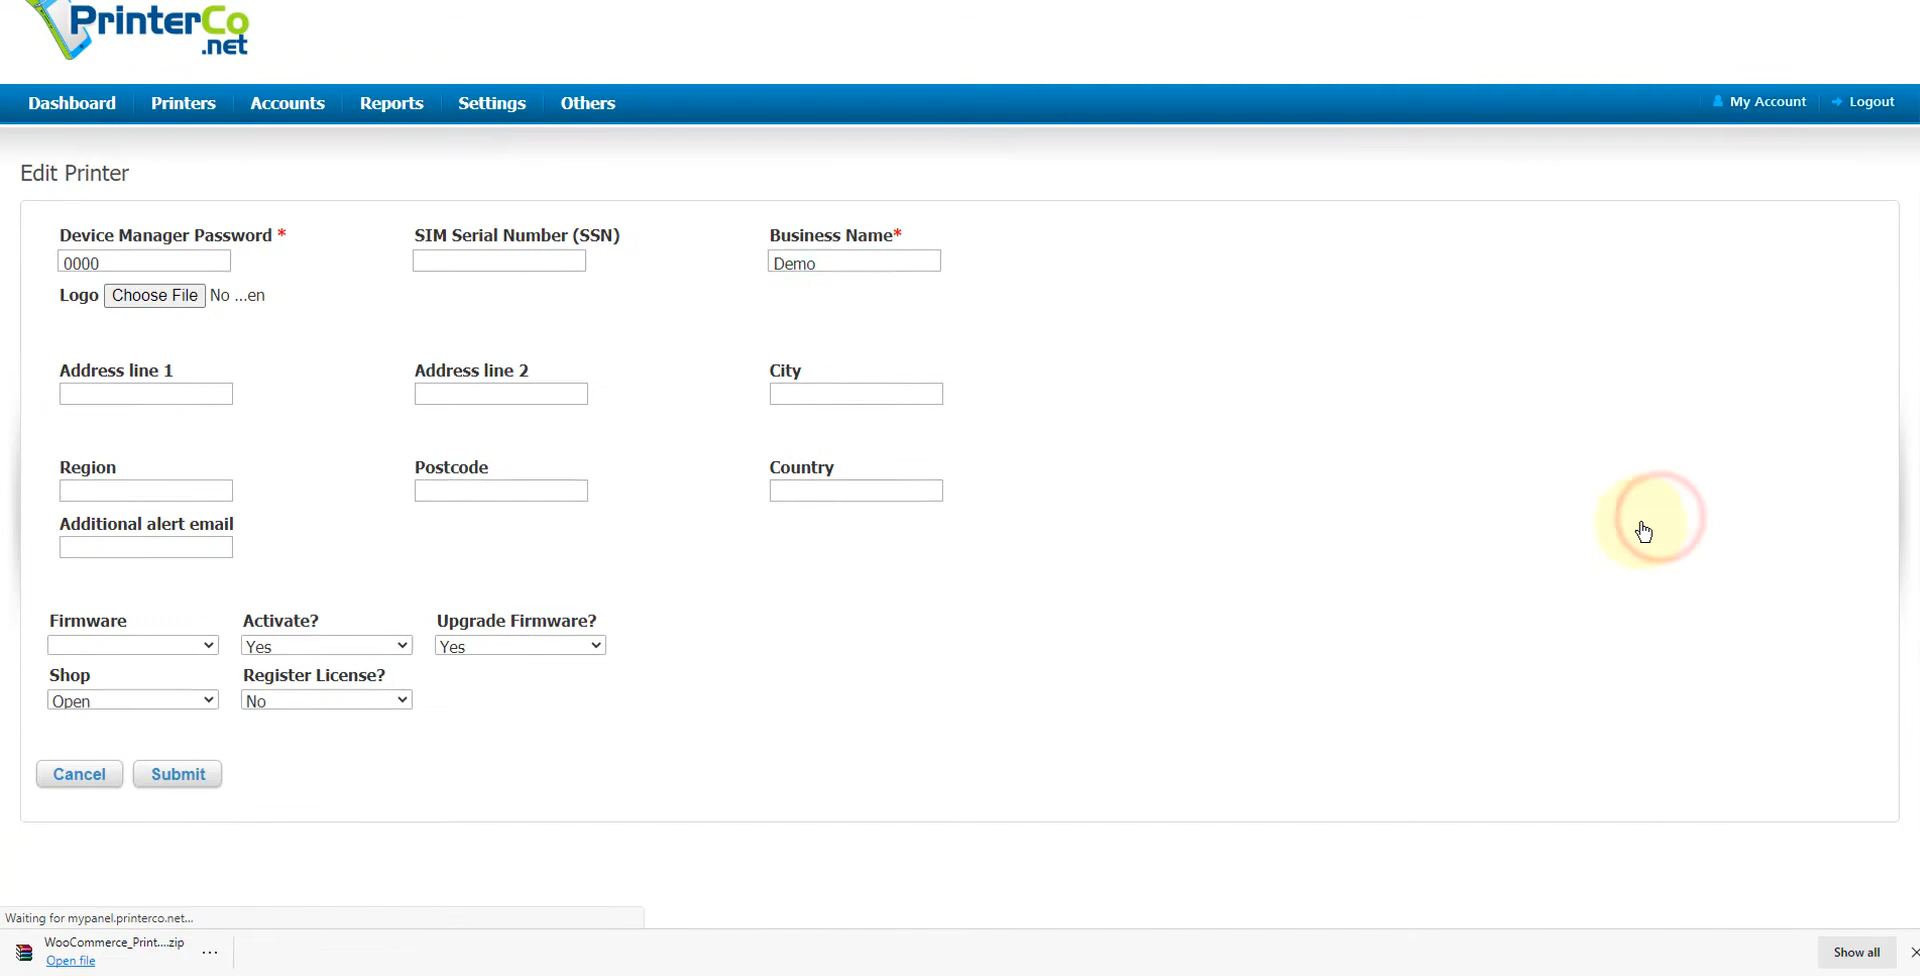 PrinterCo
.net
Dashboard Printers Accounts Reports Settings Others My Account Logout
Edit Printer
Device Manager Password * SIM Serial Number (SSN) Business Name*
0000 Demo
Logo Choose File No ...en
Address line 1 Address line 2 City
Region Postcode Country
Additional alert email
Firmware Activate? Upgrade Firmware?
Yes Yes
Shop Register License?
Open No
Cancel Submit
Waiting for mypanel.printerco.net...
WooCommerce_Print....zip
Open file
Show all